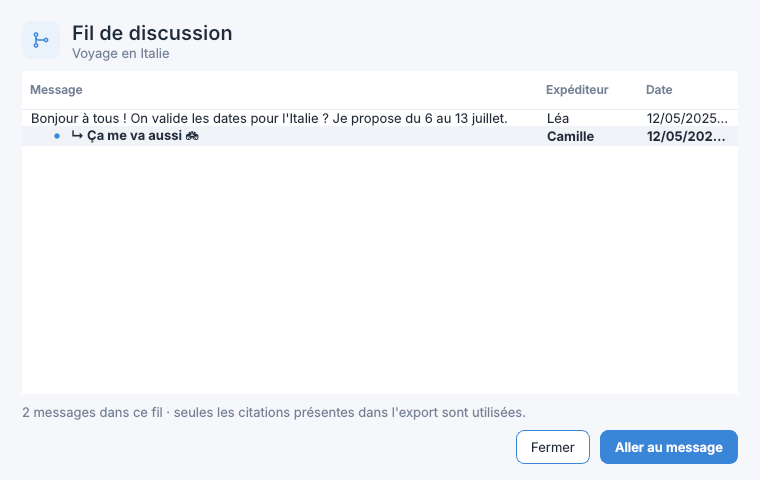 Fil de discussion
Voyage en Italie
Message Expéditeur Date
Bonjour à tous ! On valide les dates pour l'Italie ? Je propose du 6 au 13 juillet. Léa 12/05/2025...
↳ Ça me va aussi 🚲 Camille 12/05/202...
2 messages dans ce fil · seules les citations présentes dans l'export sont utilisées.
Fermer Aller au message